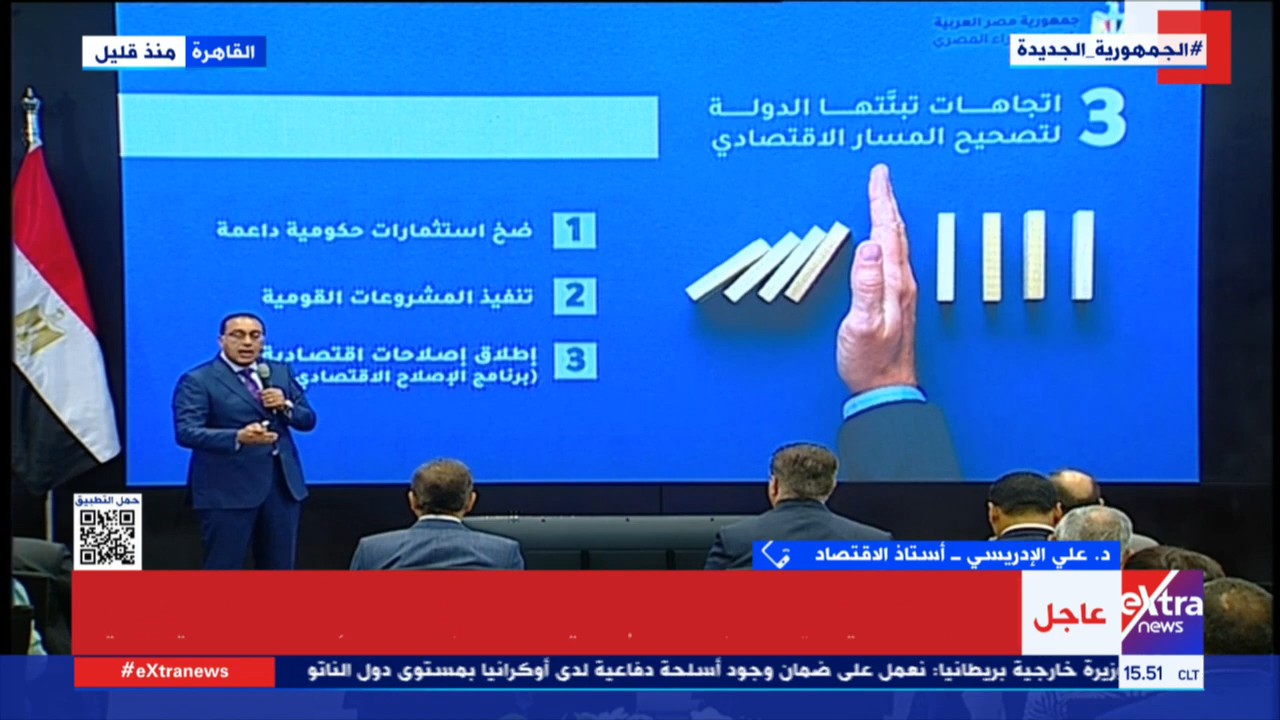 القاهرة
منذ قليل
جمهورية مصر العربية
المصري
#الجمهورية_الجديدة
3
اتجاهات تبنَّتها الدولة
لتصحيح المسار الاقتصادي
1 ضخ استثمارات حكومية داعمة
2 تنفيذ المشروعات القومية
3 إطلاق إصلاحات اقتصادية
(برنامج الإصلاح الاقتصادي
حمل التطبيق
د. علي الإدريسي – أستاذ الاقتصاد
عاجل
eXtra
news
#eXtranews
وزيرة خارجية بريطانيا: نعمل على ضمان وجود أسلحة دفاعية لدى أوكرانيا بمستوى دول الناتو
15.51 CLT